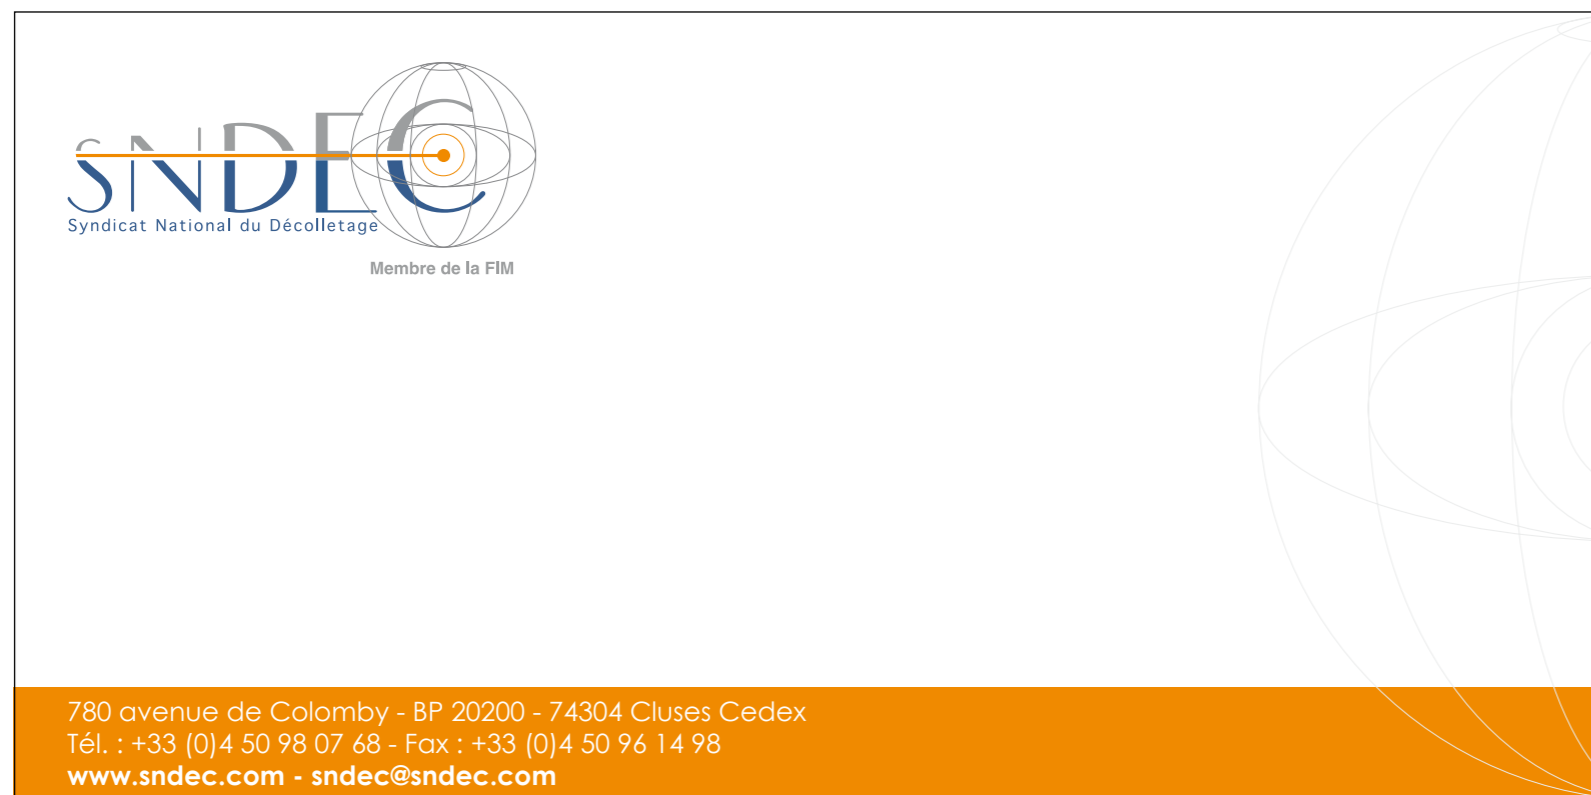 SNDEC
Syndicat National du Décolletage
Membre de la FIM
780 avenue de Colomby - BP 20200 - 74304 Cluses Cedex
Tél. : +33 (0)4 50 98 07 68 - Fax : +33 (0)4 50 96 14 98
www.sndec.com - sndec@sndec.com